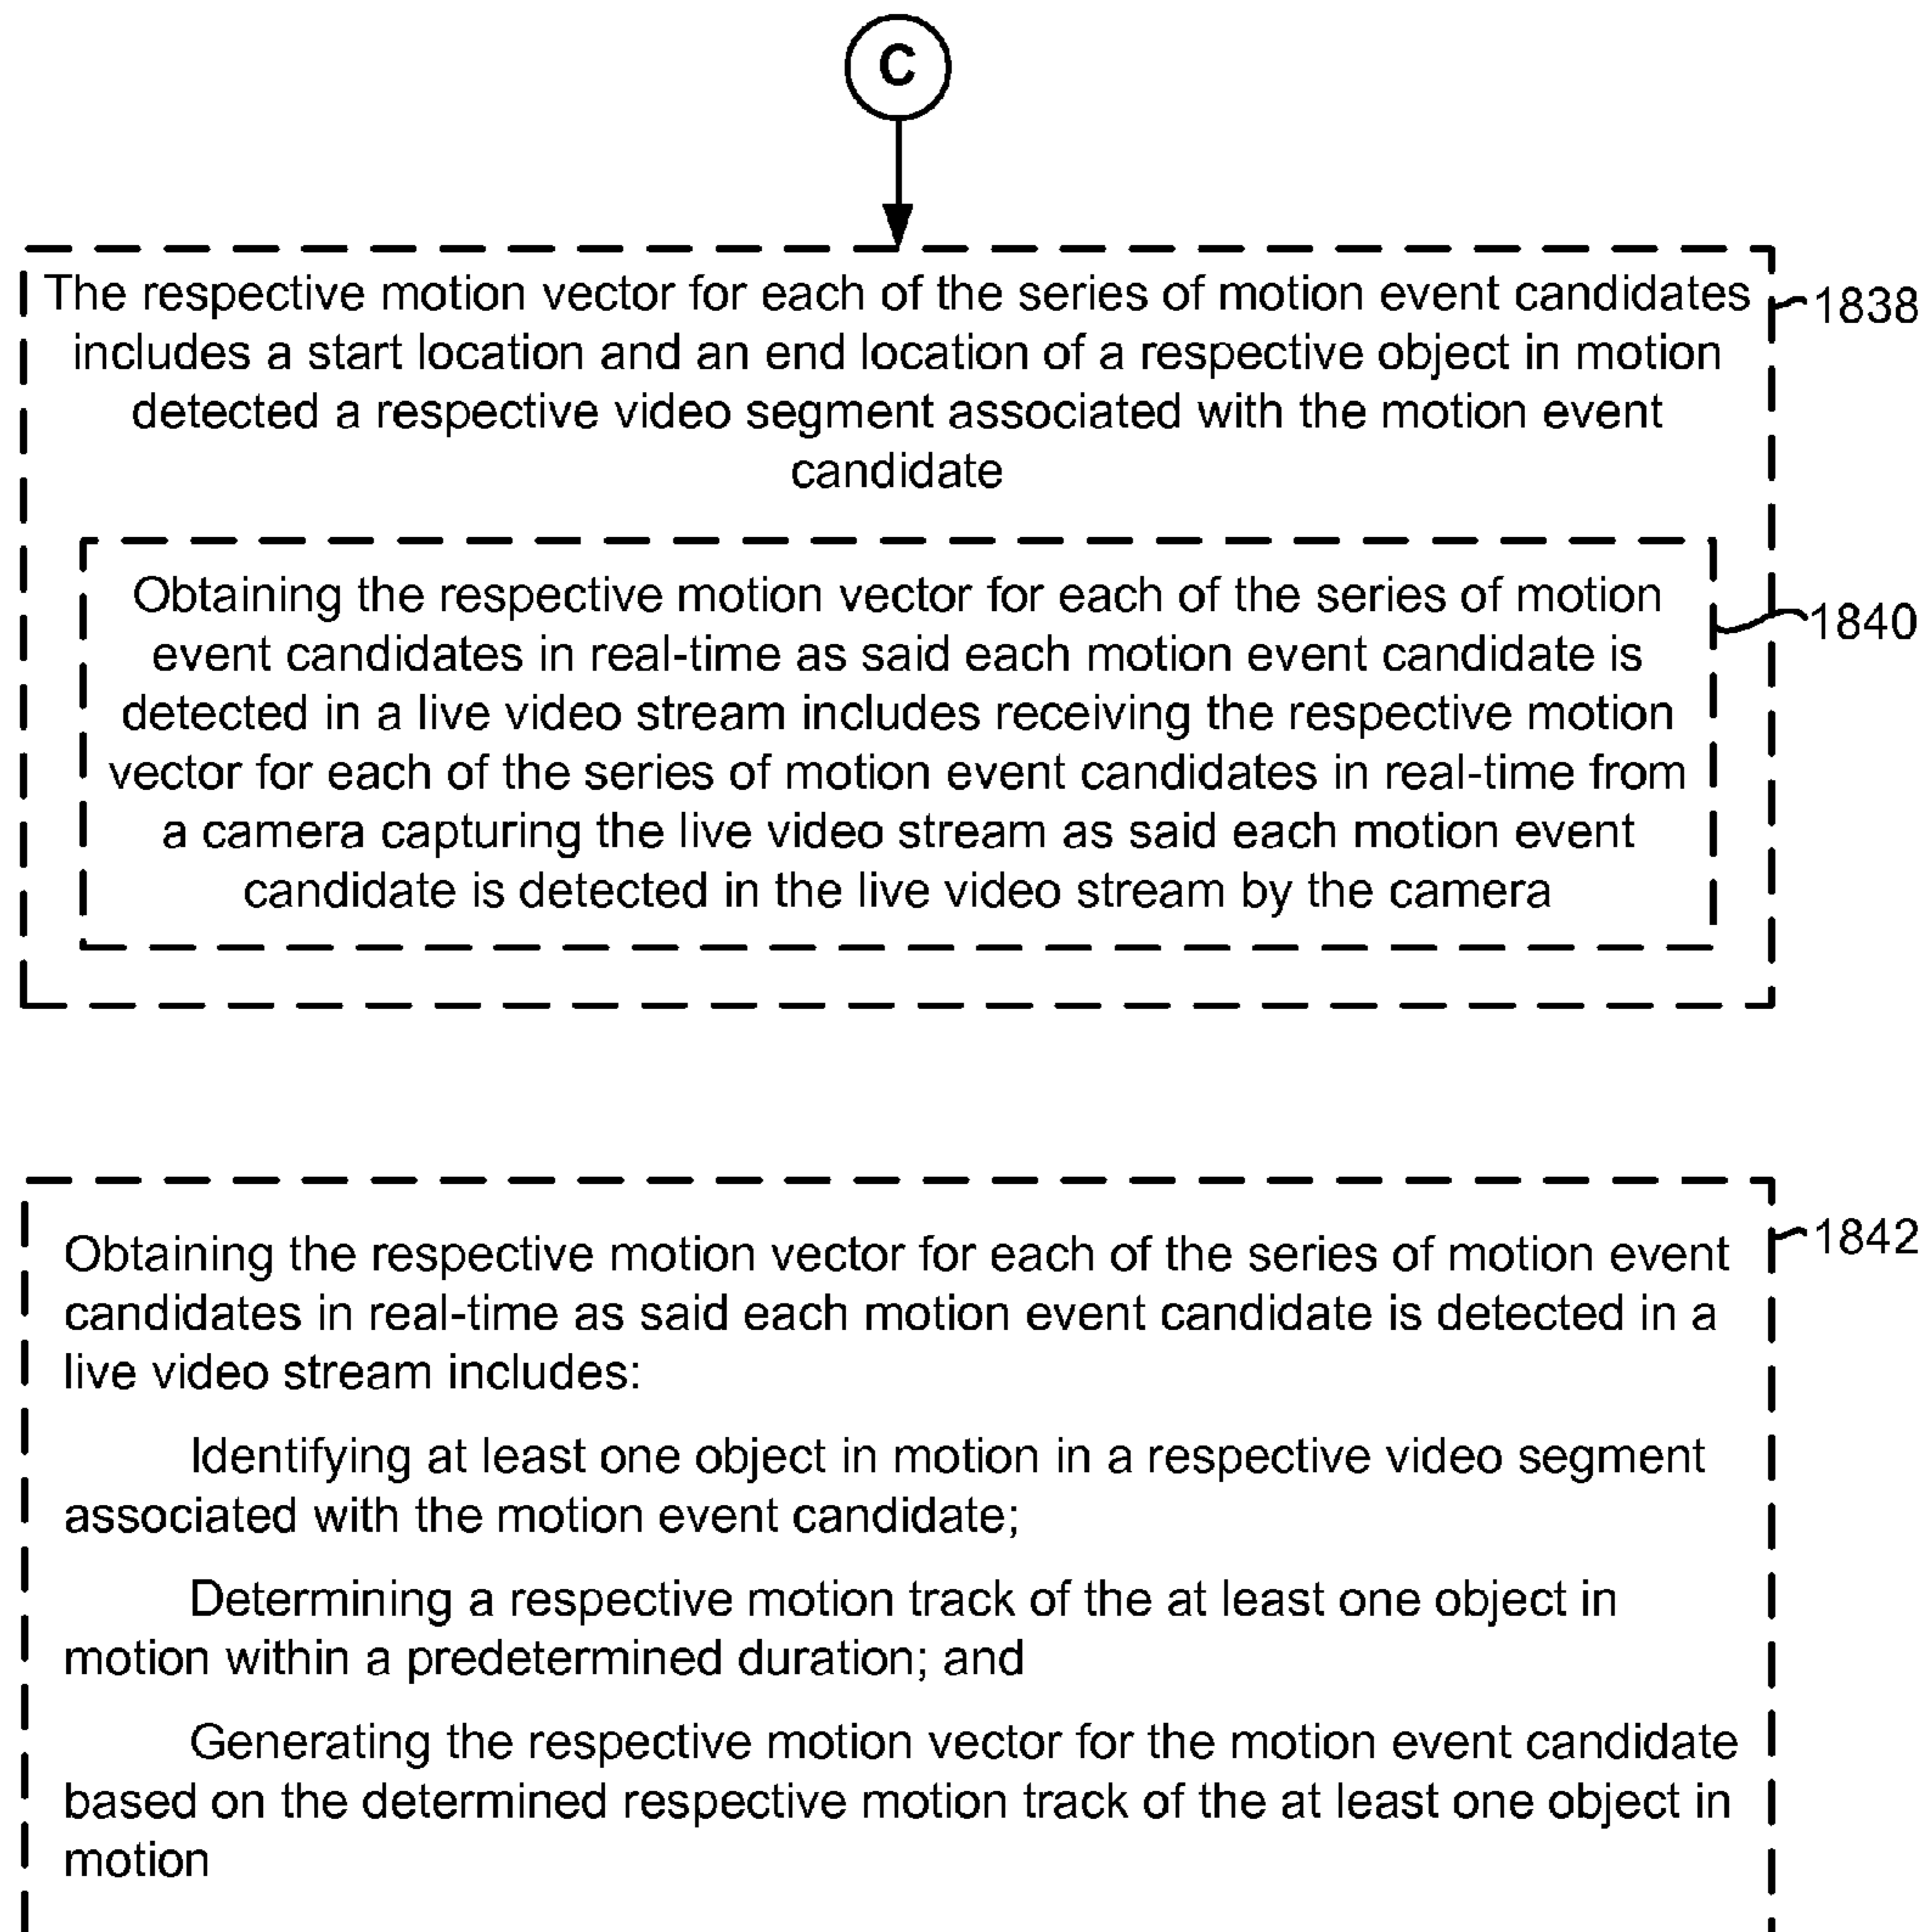 C
The respective motion vector for each of the series of motion event candidates
includes a start location and an end location of a respective object in motion
detected a respective video segment associated with the motion event
candidate
1838
Obtaining the respective motion vector for each of the series of motion
event candidates in real-time as said each motion event candidate is
detected in a live video stream includes receiving the respective motion
vector for each of the series of motion event candidates in real-time from
a camera capturing the live video stream as said each motion event
candidate is detected in the live video stream by the camera
1840
Obtaining the respective motion vector for each of the series of motion event
candidates in real-time as said each motion event candidate is detected in a
live video stream includes:
Identifying at least one object in motion in a respective video segment
associated with the motion event candidate;
Determining a respective motion track of the at least one object in
motion within a predetermined duration; and
Generating the respective motion vector for the motion event candidate
based on the determined respective motion track of the at least one object in
motion
1842